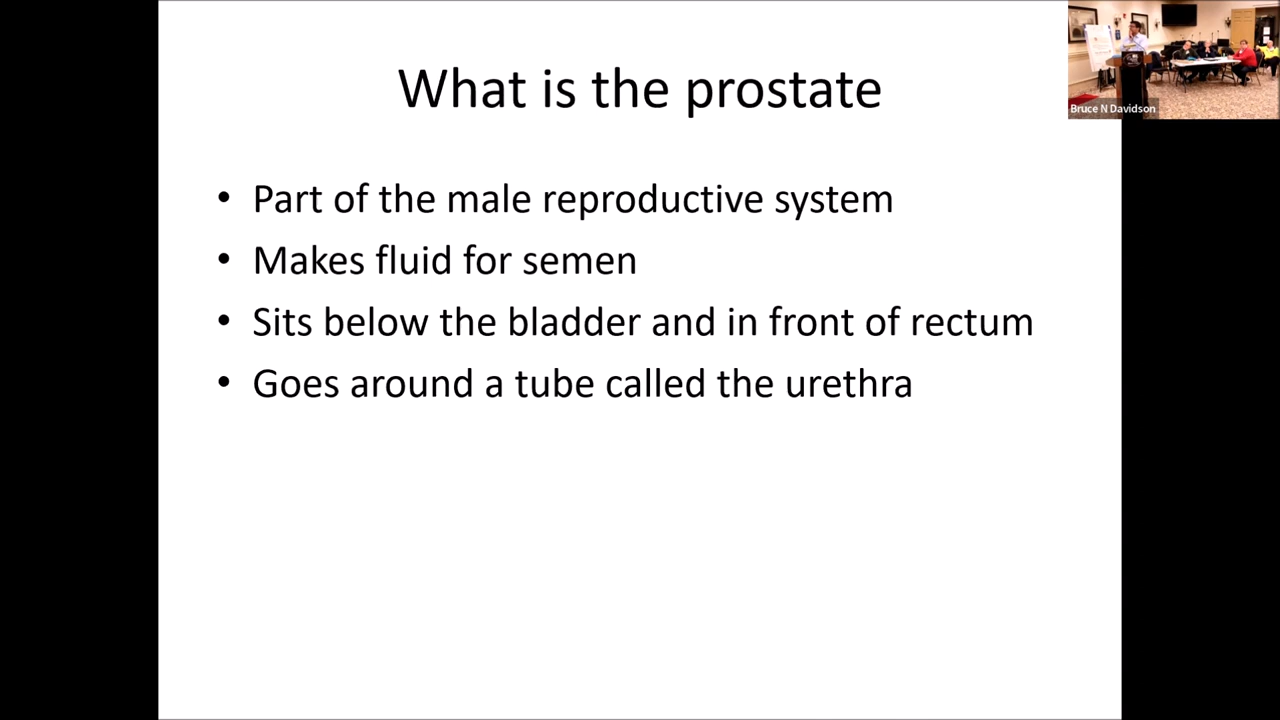 What is the prostate
• Part of the male reproductive system
• Makes fluid for semen
• Sits below the bladder and in front of rectum
• Goes around a tube called the urethra
Bruce N Davidson